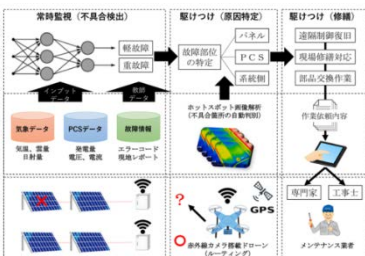 常時監視（不具合検出）
駆けつけ（原因特定）
駆けつけ（修繕）
軽故障
重故障
インプット
データ
教師
データ
故障部位
の特定
パネル
PCS
系統側
遠隔制御復旧
現場修繕対応
部品交換作業
作業依頼内容
気象データ
気温、雲量
日射量
PCSデータ
発電量
電圧、電流
故障情報
エラーコード
現地レポート
ホットスポット画像解析
（不具合箇所の自動判別）
?
GPS
赤外線カメラ搭載ドローン
（ルーティング）
専門家
工事士
メンテナンス業者